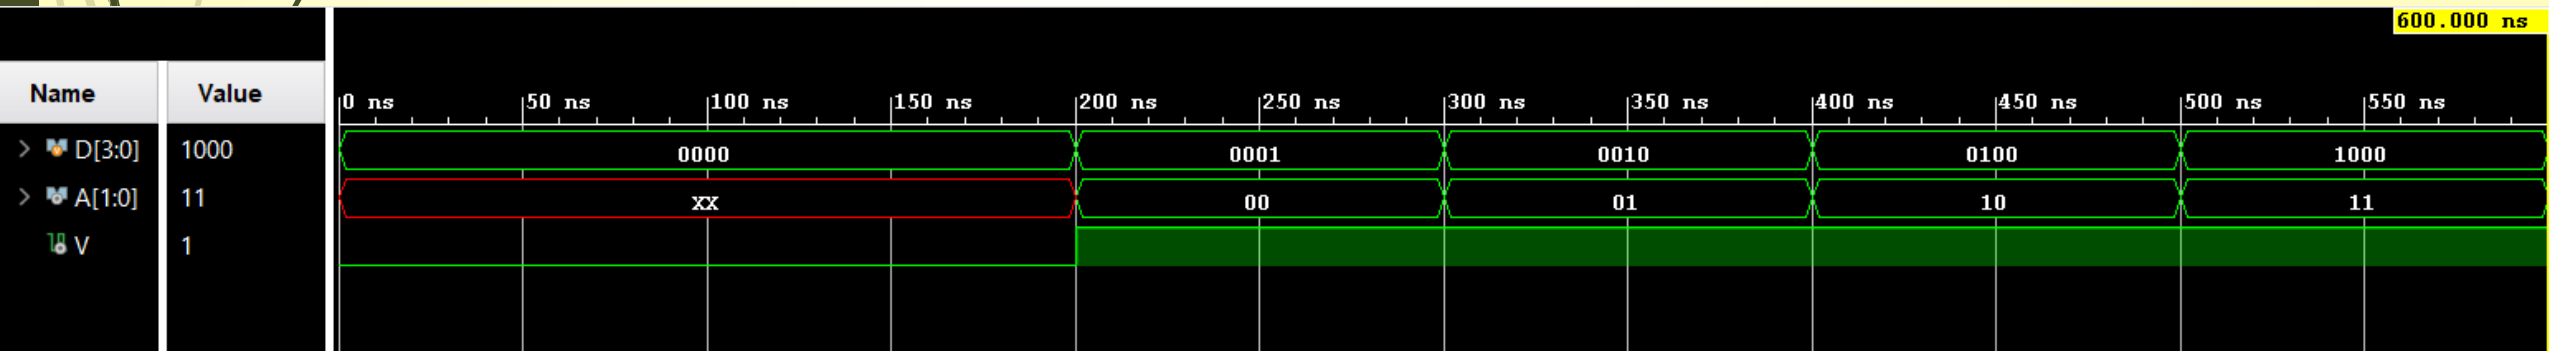 600.000 ns
Name Value
0 ns 50 ns 100 ns 150 ns 200 ns 250 ns 300 ns 350 ns 400 ns 450 ns 500 ns 550 ns
D[3:0] 1000 0000 0001 0010 0100 1000
A[1:0] 11 XX 00 01 10 11
V 1